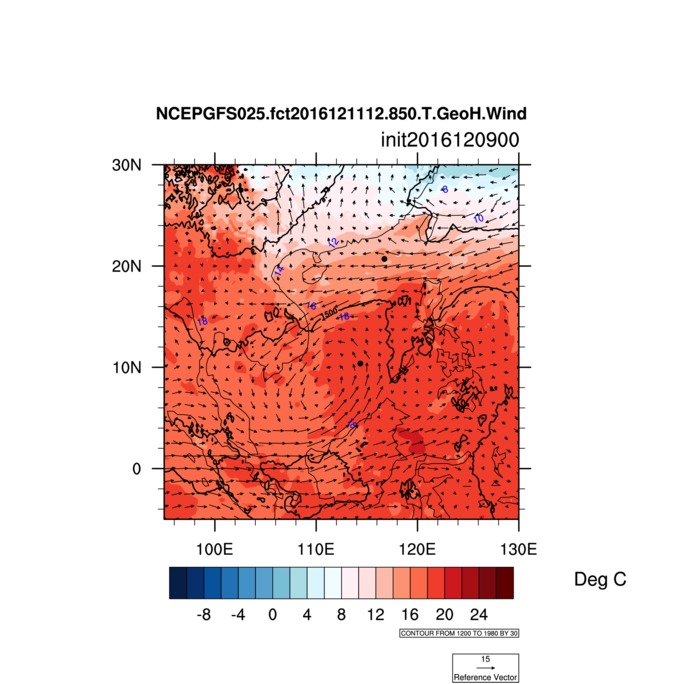 NCEPGFS025.fct2016121112.850.T.GeoH.Wind
init2016120900
30N
20N
10N
0
100E 110E 120E 130E
8
10
12
14
16
1500
18
18
Deg C
-8 -4 0 4 8 12 16 20 24
CONTOUR FROM 1200 TO 1980 BY 30
15
Reference Vector